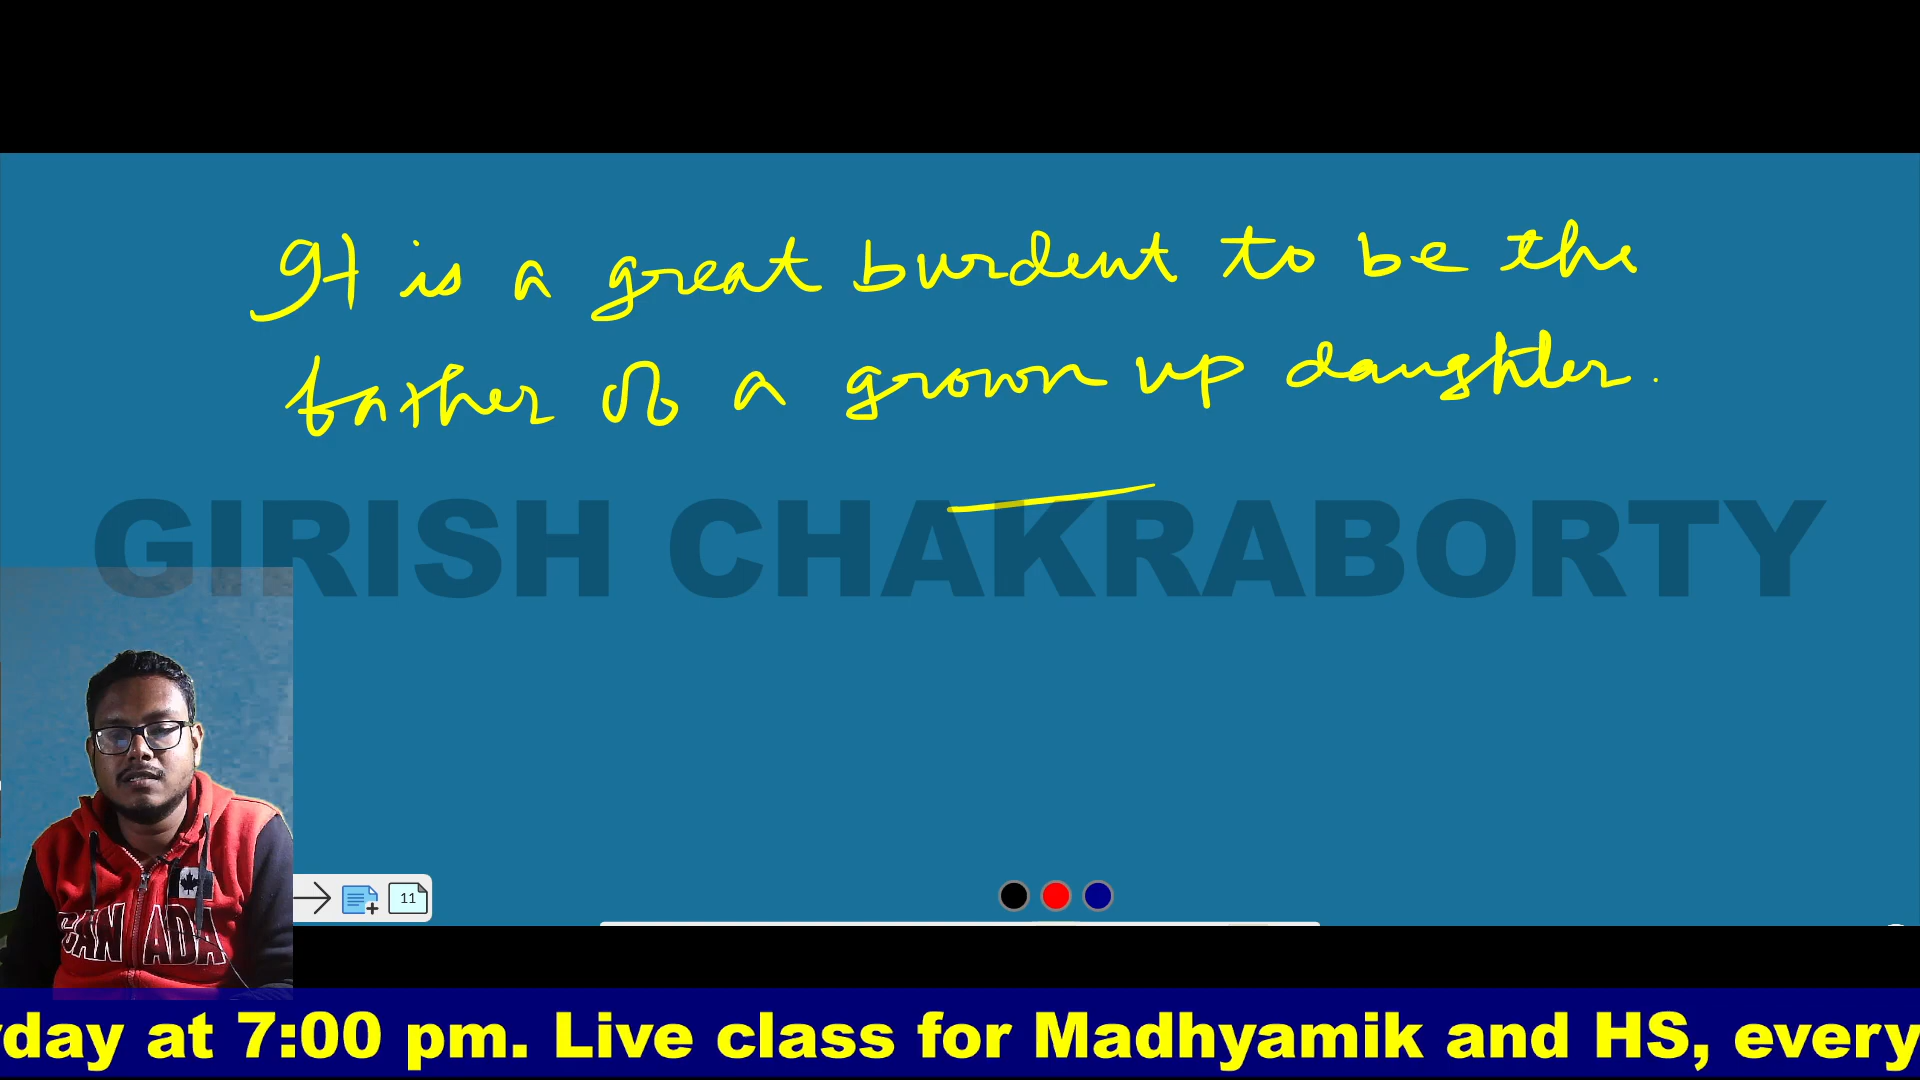 It is a great burdent to be the
father of a grown up daughter.
GIRISH CHAKRABORTY
CANADA
11
day at 7:00 pm. Live class for Madhyamik and HS, every